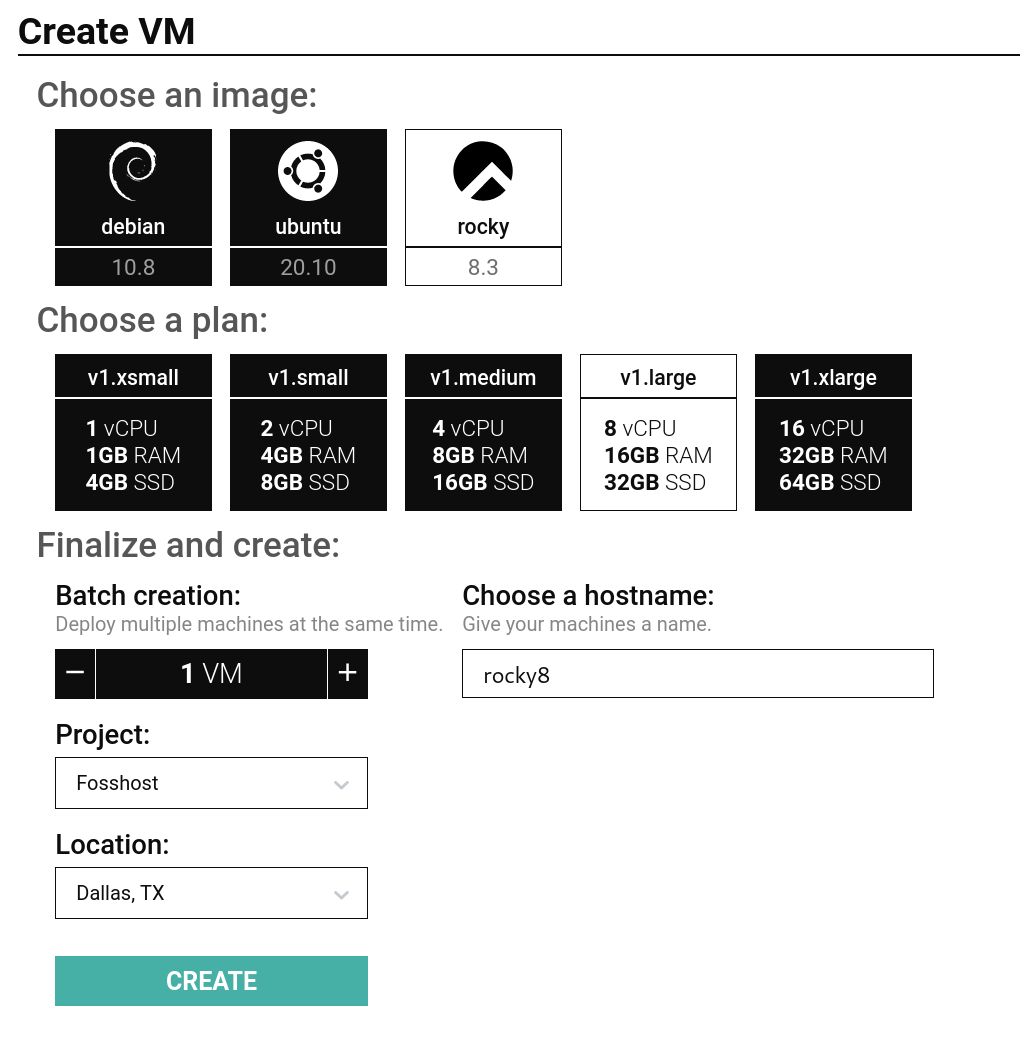 Create VM
Choose an image:
debian
10.8
ubuntu
20.10
rocky
8.3
Choose a plan:
v1.xsmall
1 vCPU
1GB RAM
4GB SSD
v1.small
2 vCPU
4GB RAM
8GB SSD
v1.medium
4 vCPU
8GB RAM
16GB SSD
v1.large
8 vCPU
16GB RAM
32GB SSD
v1.xlarge
16 vCPU
32GB RAM
64GB SSD
Finalize and create:
Batch creation:
Deploy multiple machines at the same time.
− 1 VM +
Choose a hostname:
Give your machines a name.
rocky8
Project:
Fosshost
Location:
Dallas, TX
CREATE